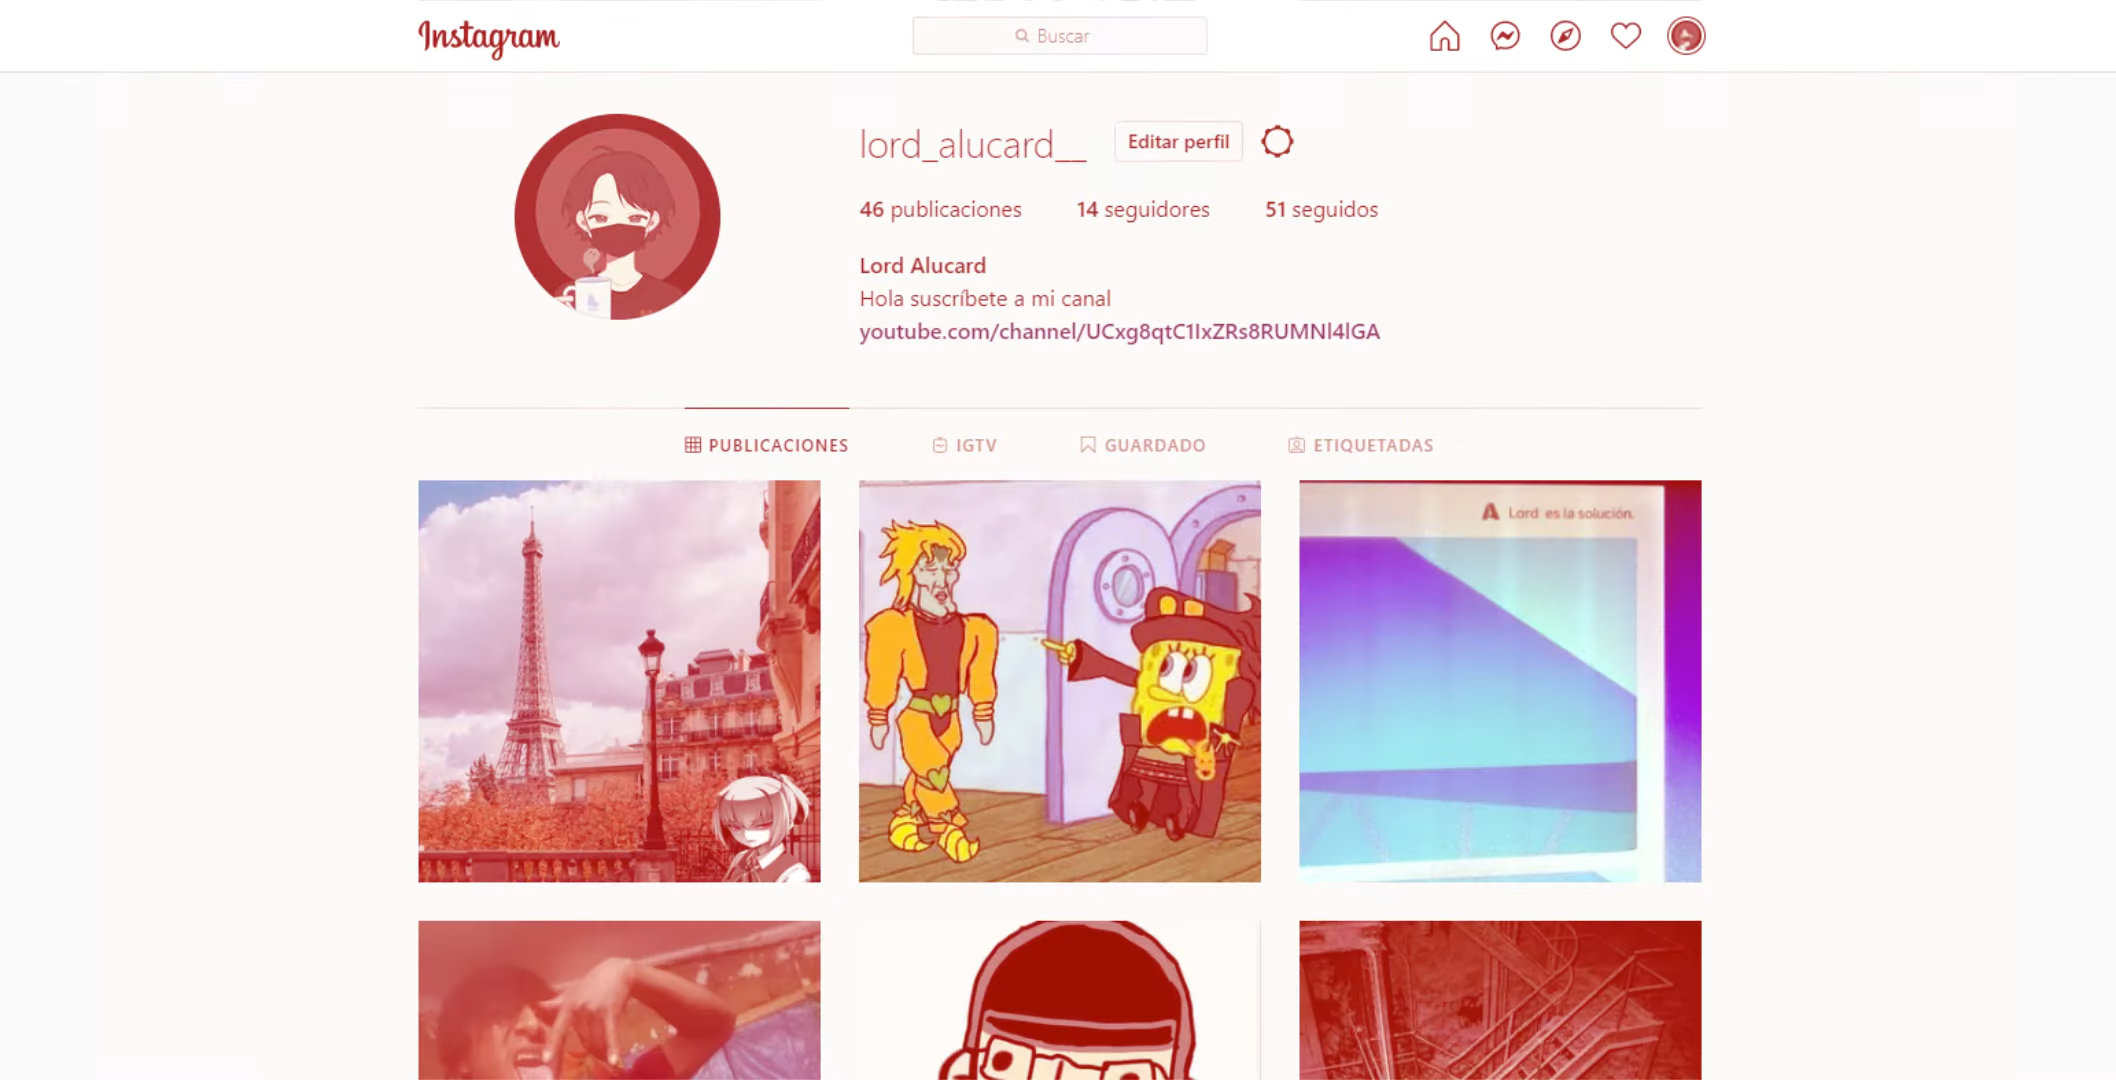 Instagram
Buscar
lord_alucard__ Editar perfil
46 publicaciones 14 seguidores 51 seguidos
Lord Alucard
Hola suscríbete a mi canal
youtube.com/channel/UCxg8qtC1IxZRs8RUMNl4lGA
PUBLICACIONES IGTV GUARDADO ETIQUETADAS
Lord es la solución.